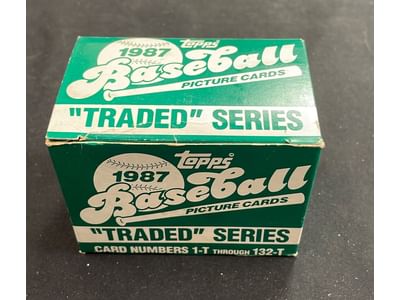 TOPPS
1987
Baseball
PICTURE CARDS
"TRADED" SERIES
TOPPS
1987
Baseball
PICTURE CARDS
"TRADED" SERIES
CARD NUMBERS 1-T THROUGH 132-T